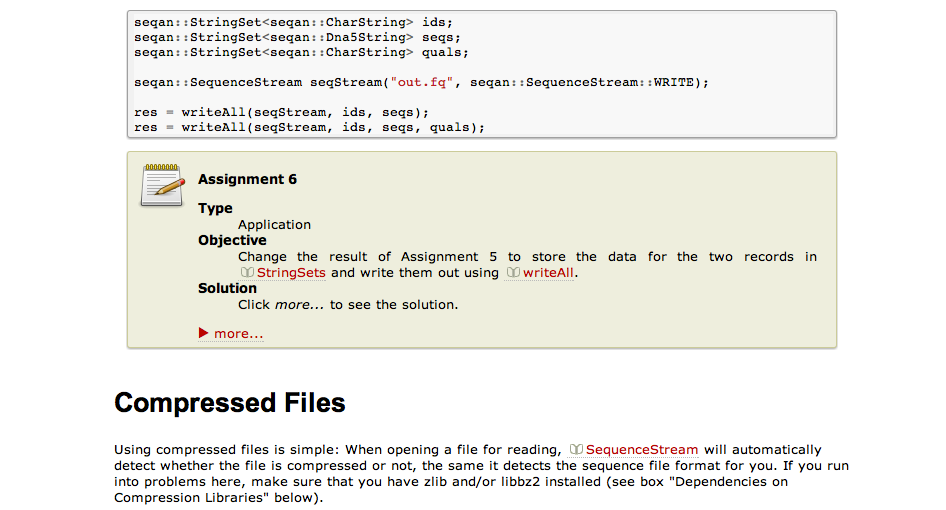 seqan::StringSet<seqan::CharString> ids;
seqan::StringSet<seqan::Dna5String> seqs;
seqan::StringSet<seqan::CharString> quals;
seqan::SequenceStream seqStream("out.fq", seqan::SequenceStream::WRITE);
res = writeAll(seqStream, ids, seqs);
res = writeAll(seqStream, ids, seqs, quals);
Assignment 6
Type
Application
Objective
Change the result of Assignment 5 to store the data for the two records in
StringSets and write them out using writeAll.
Solution
Click more... to see the solution.
more...
Compressed Files
Using compressed files is simple: When opening a file for reading, SequenceStream will automatically
detect whether the file is compressed or not, the same it detects the sequence file format for you. If you run
into problems here, make sure that you have zlib and/or libbz2 installed (see box "Dependencies on
Compression Libraries" below).